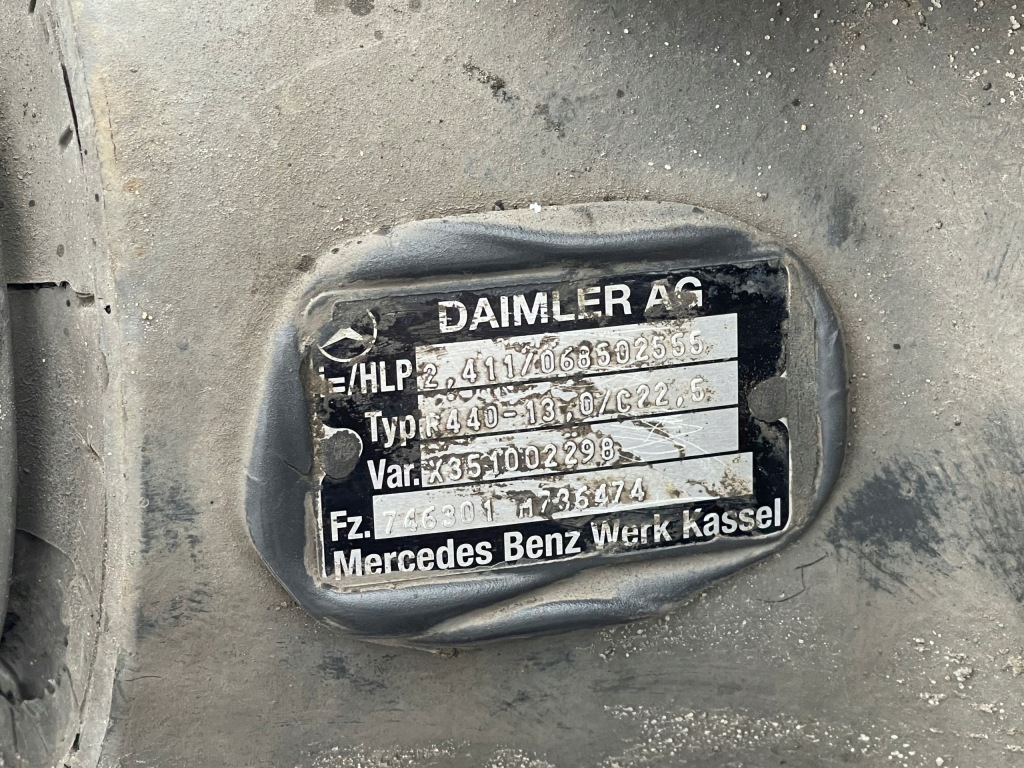 DAIMLER AG
i=/HLP 2,411/068502555
Typ R440-13,0/C22,5
Var. X351002298
Fz. 746301 M736474
Mercedes Benz Werk Kassel